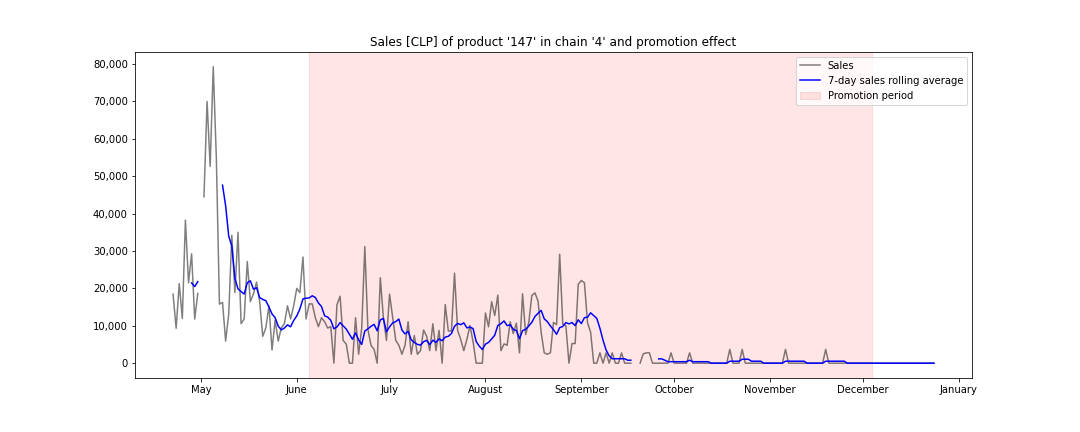 Sales [CLP] of product '147' in chain '4' and promotion effect
80,000
70,000
60,000
50,000
40,000
30,000
20,000
10,000
0
Sales
7-day sales rolling average
Promotion period
May June July August September October November December January